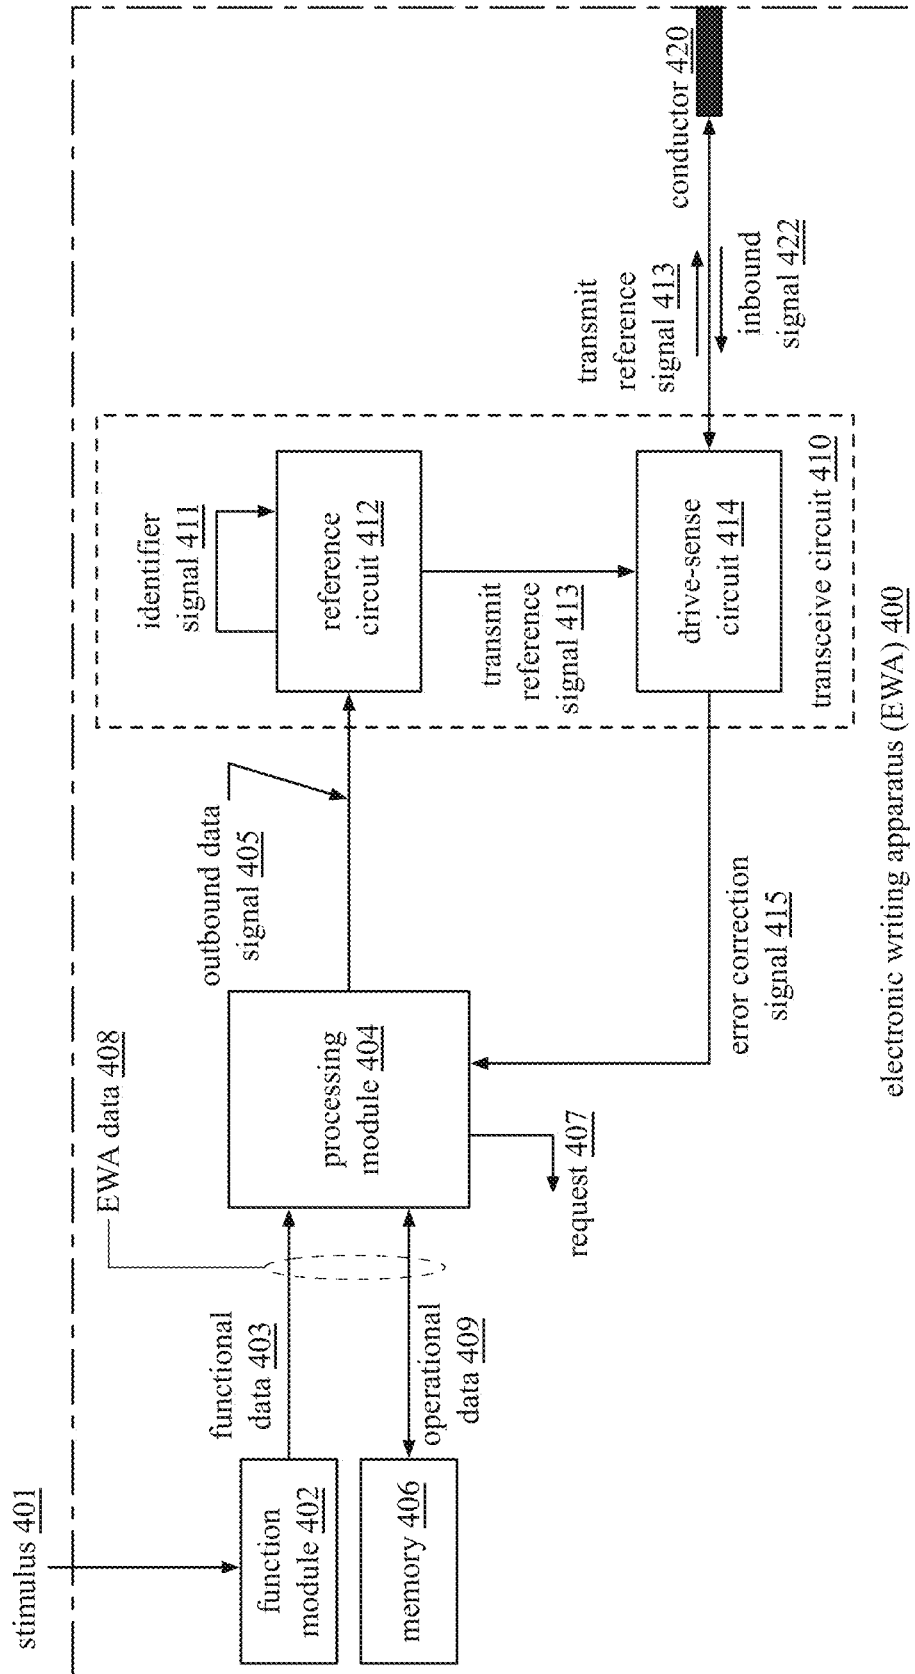 stimulus 401
function
module 402
memory 406
functional
data 403
operational
data 409
EWA data 408
processing
module 404
request 407
outbound data
signal 405
error correction
signal 415
identifier
signal 411
reference
circuit 412
transmit
reference
signal 413
drive-sense
circuit 414
transceive circuit 410
transmit
reference
signal 413
inbound
signal 422
conductor 420
electronic writing apparatus (EWA) 400